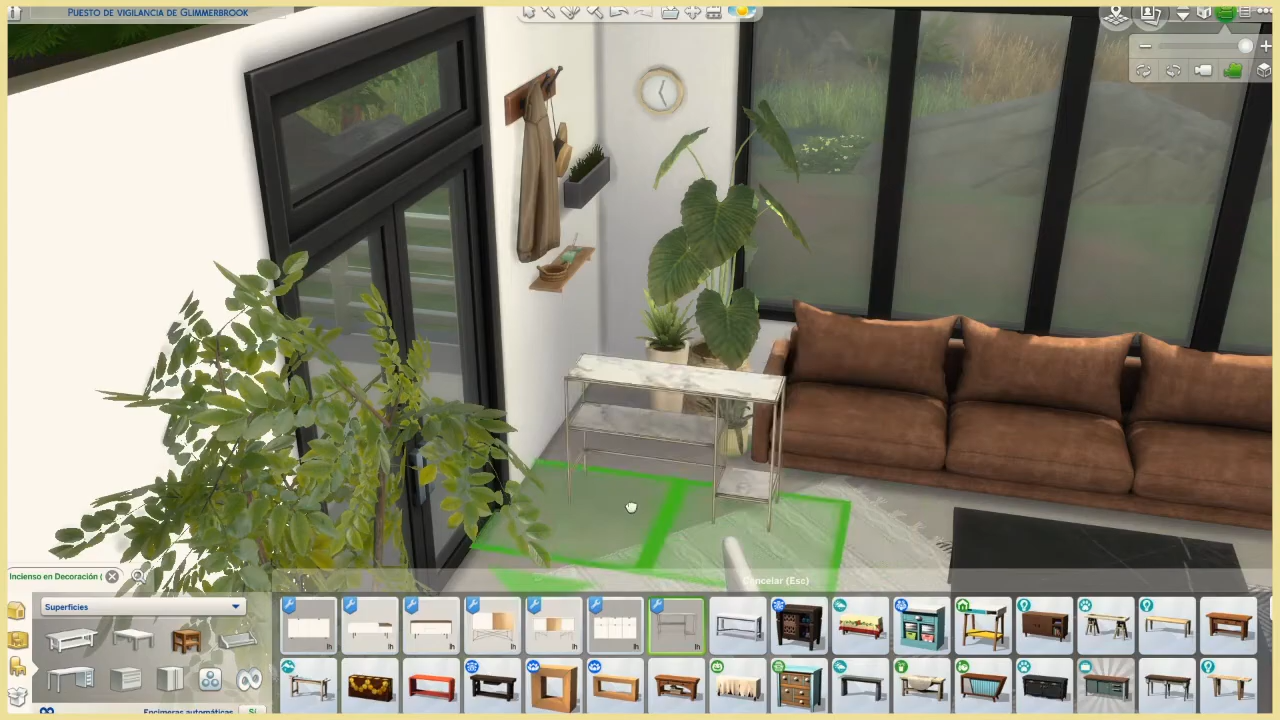 PUESTO DE VIGILANCIA DE GLIMMERBROOK
Cancelar (Esc)
Incienso en Decoración (
Superficies
Encimeras automáticas
Sí